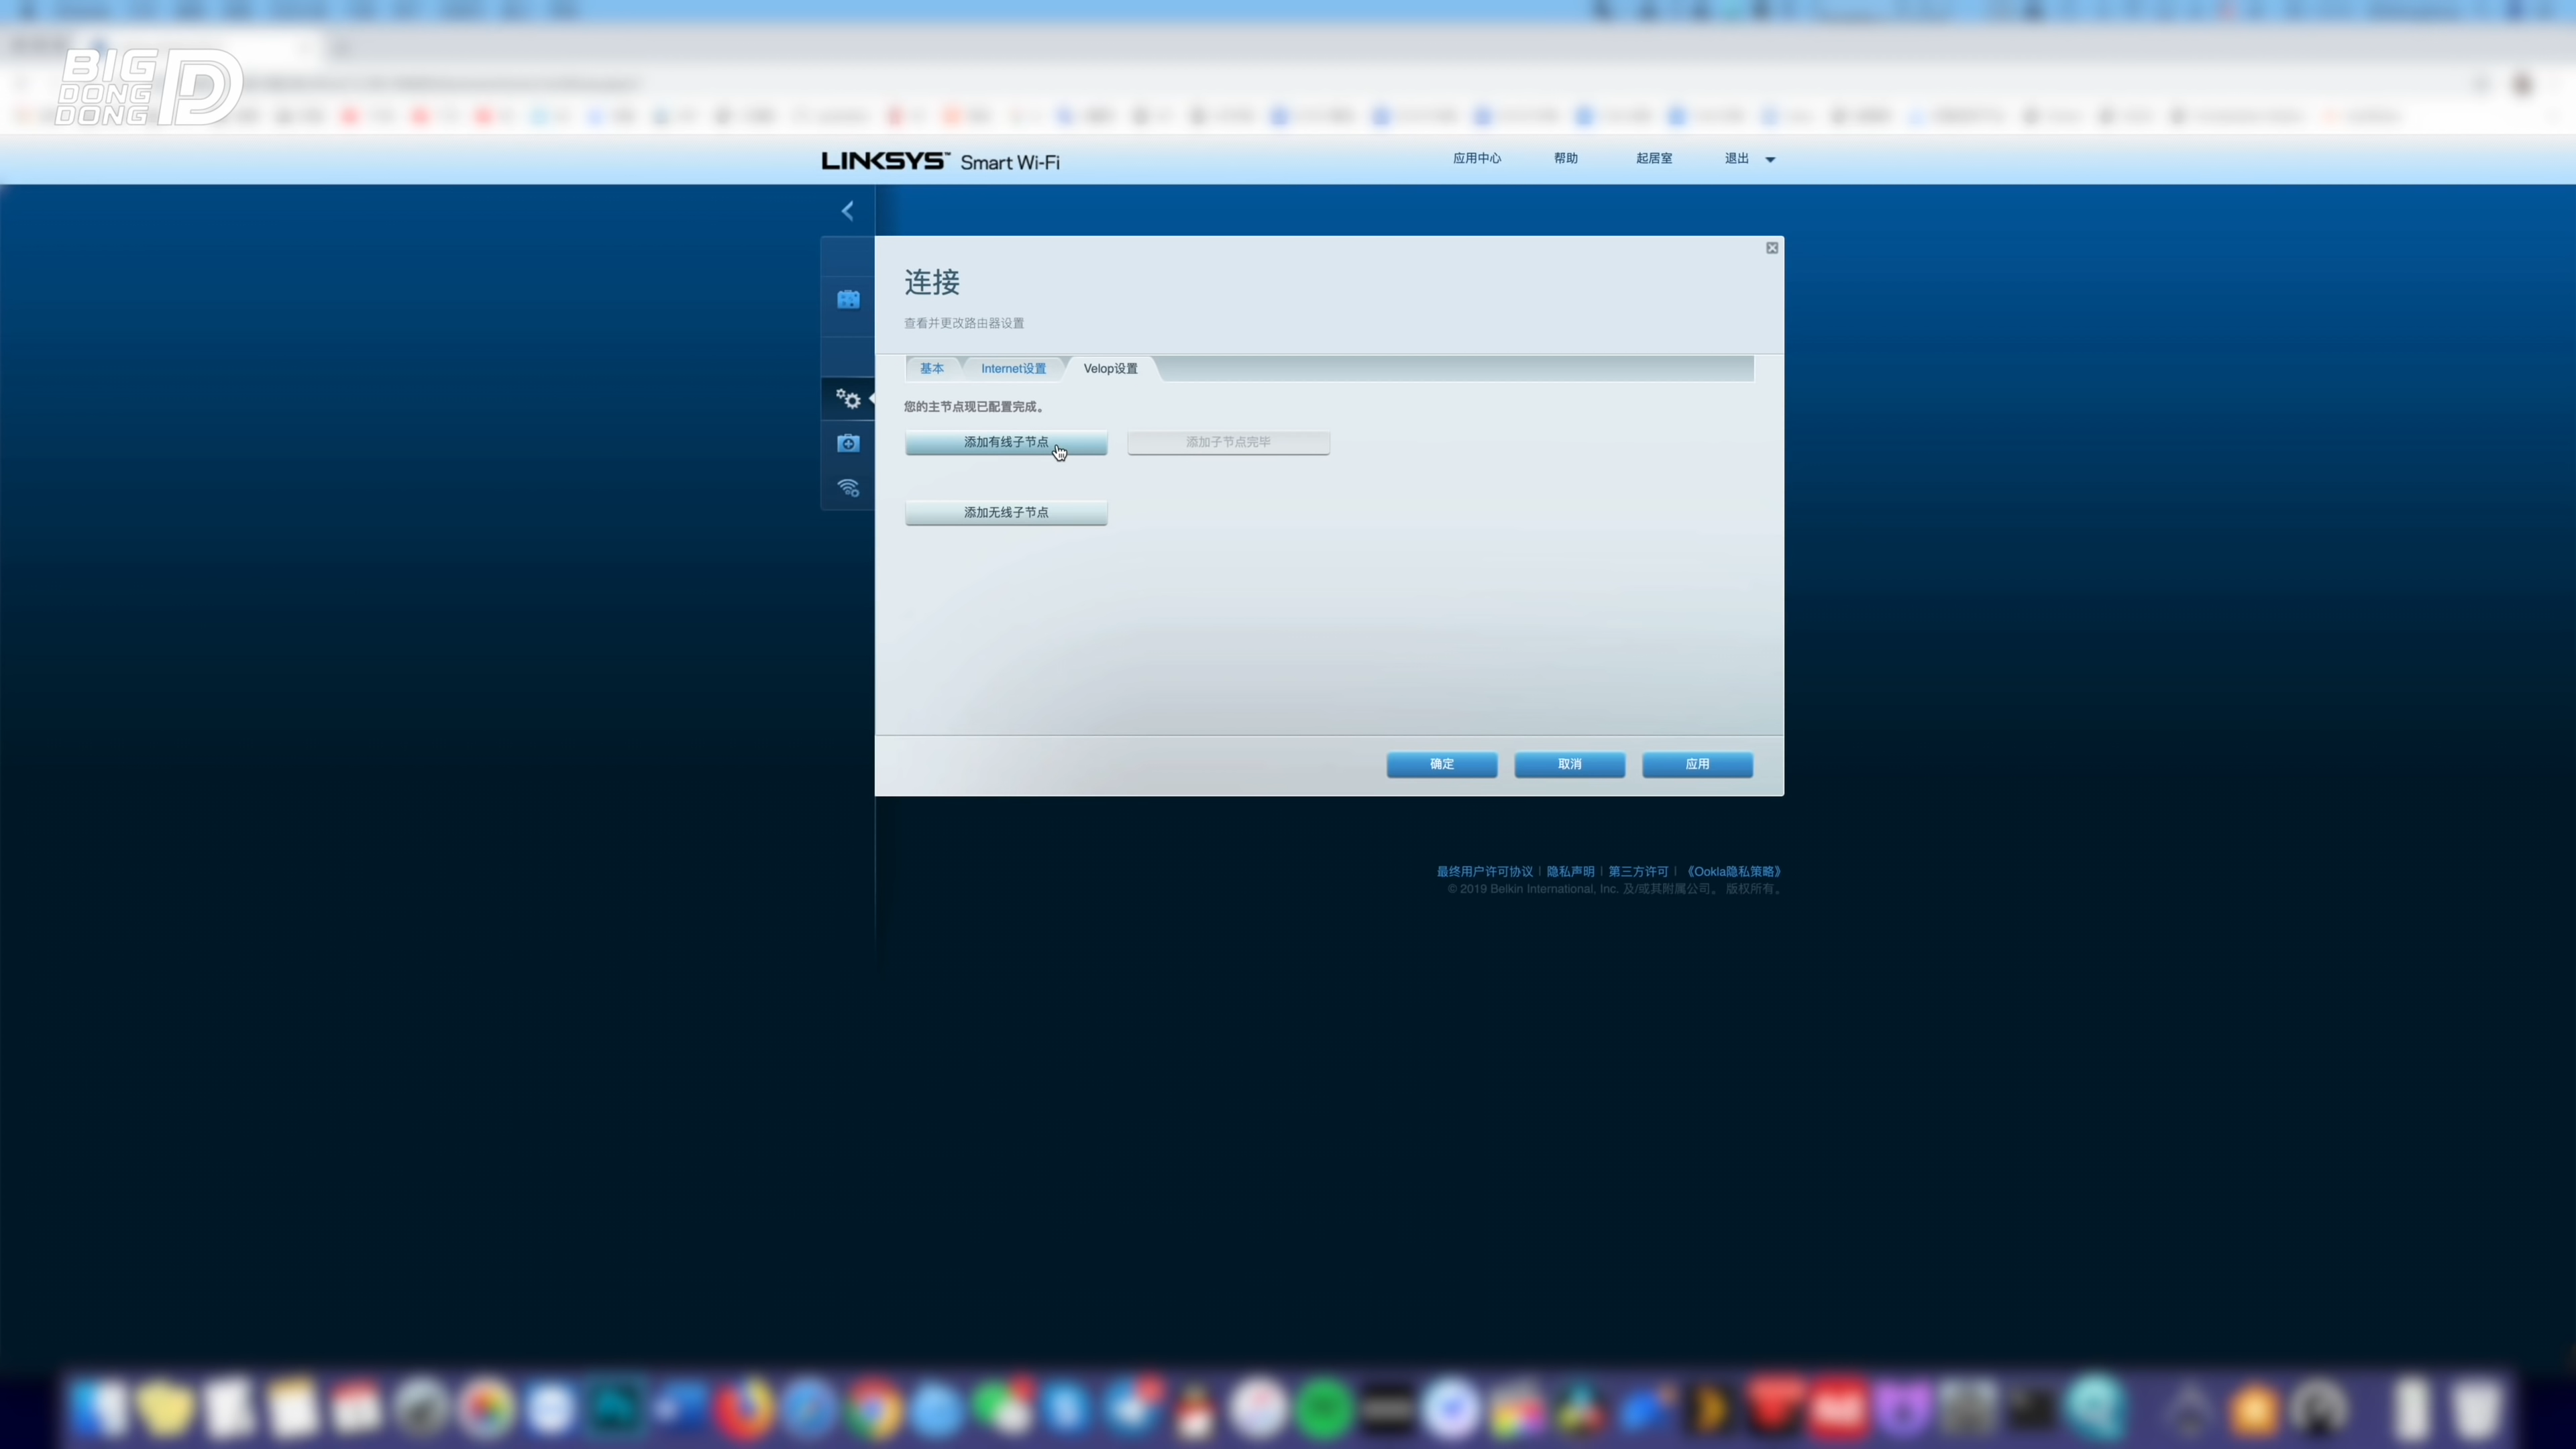 BIG
DONG
DONG
D
LINKSYS™ Smart Wi-Fi
应用中心 帮助 起居室 退出
连接
查看并更改路由器设置
基本 Internet设置 Velop设置
您的主节点现已配置完成。
添加有线子节点 添加子节点完毕
添加无线子节点
确定 取消 应用
最终用户许可协议 | 隐私声明 | 第三方许可 | 《Ookla隐私策略》
© 2019 Belkin International, Inc. 及/或其附属公司。 版权所有。